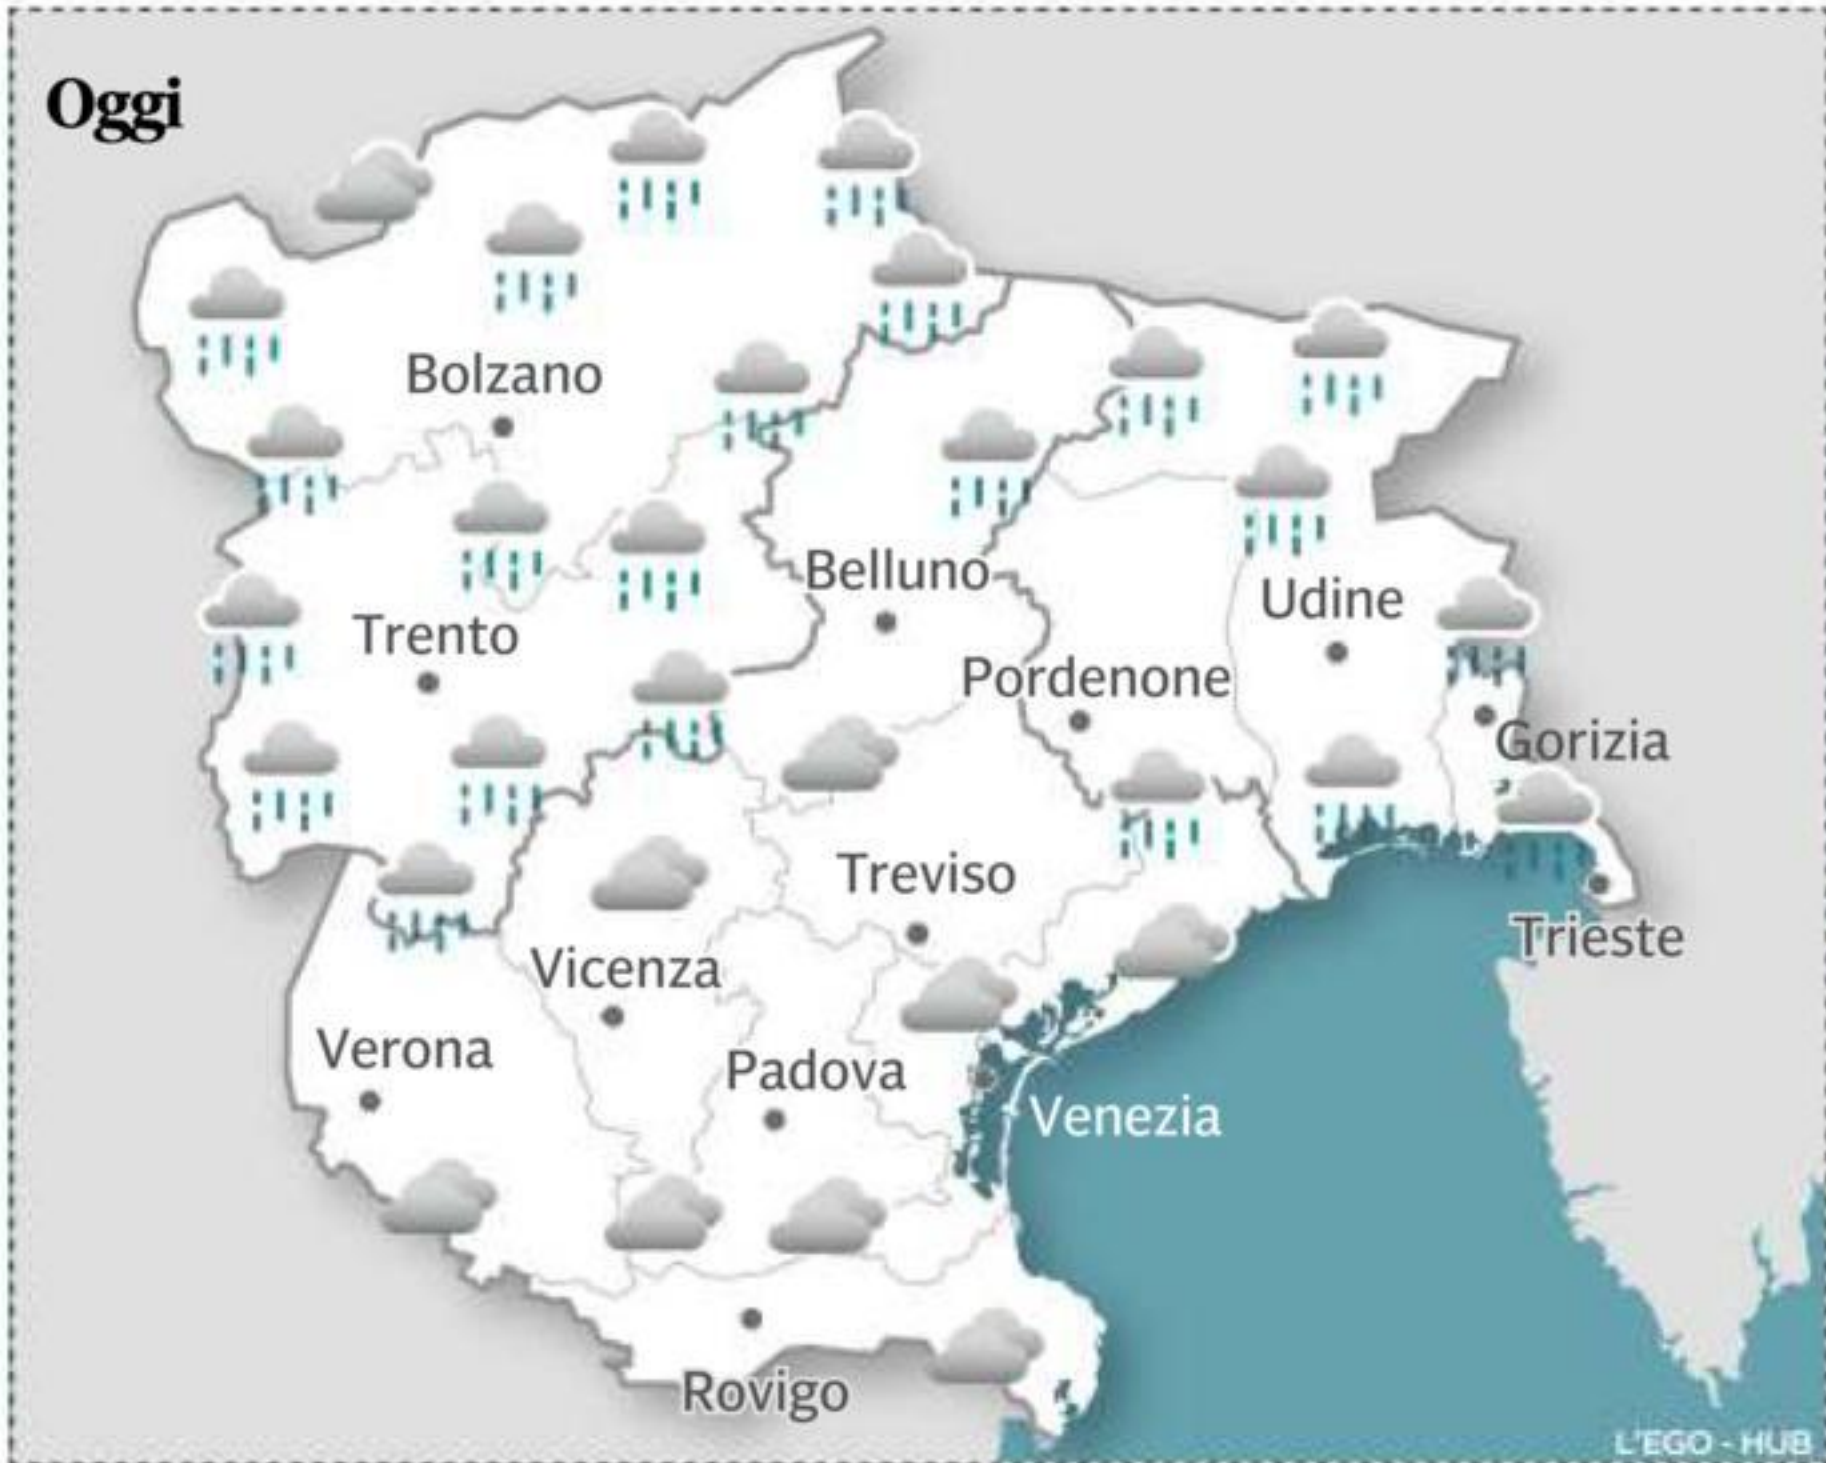 Oggi
Bolzano
Belluno
Udine
Trento
Pordenone
Gorizia
Treviso
Trieste
Vicenza
Verona
Padova
Venezia
Rovigo
L'EGO - HUB